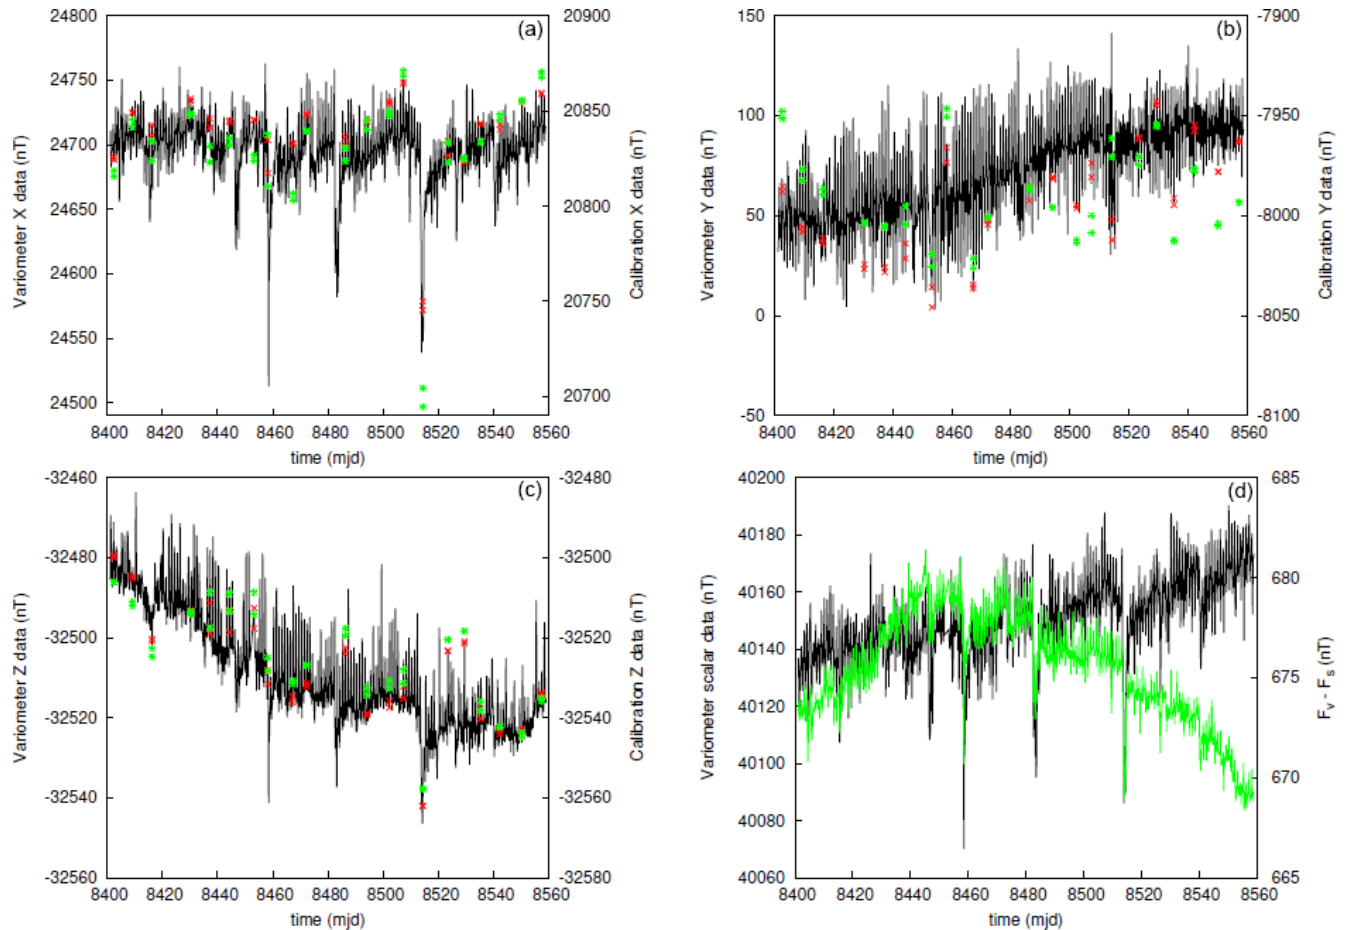 (a)
Variometer X data (nT)
24800
24750
24700
24650
24600
24550
24500
20900
20850
20800
20750
20700
Calibration X data (nT)
8400 8420 8440 8460 8480 8500 8520 8540 8560
time (mjd)
(b)
Variometer Y data (nT)
150
100
50
0
-50
-7900
-7950
-8000
-8050
-8100
Calibration Y data (nT)
8400 8420 8440 8460 8480 8500 8520 8540 8560
time (mjd)
(c)
Variometer Z data (nT)
-32460
-32480
-32500
-32520
-32540
-32560
-32480
-32500
-32520
-32540
-32560
-32580
Calibration Z data (nT)
8400 8420 8440 8460 8480 8500 8520 8540 8560
time (mjd)
(d)
Variometer scalar data (nT)
40200
40180
40160
40140
40120
40100
40080
40060
685
680
675
670
665
Fv - Fs (nT)
8400 8420 8440 8460 8480 8500 8520 8540 8560
time (mjd)